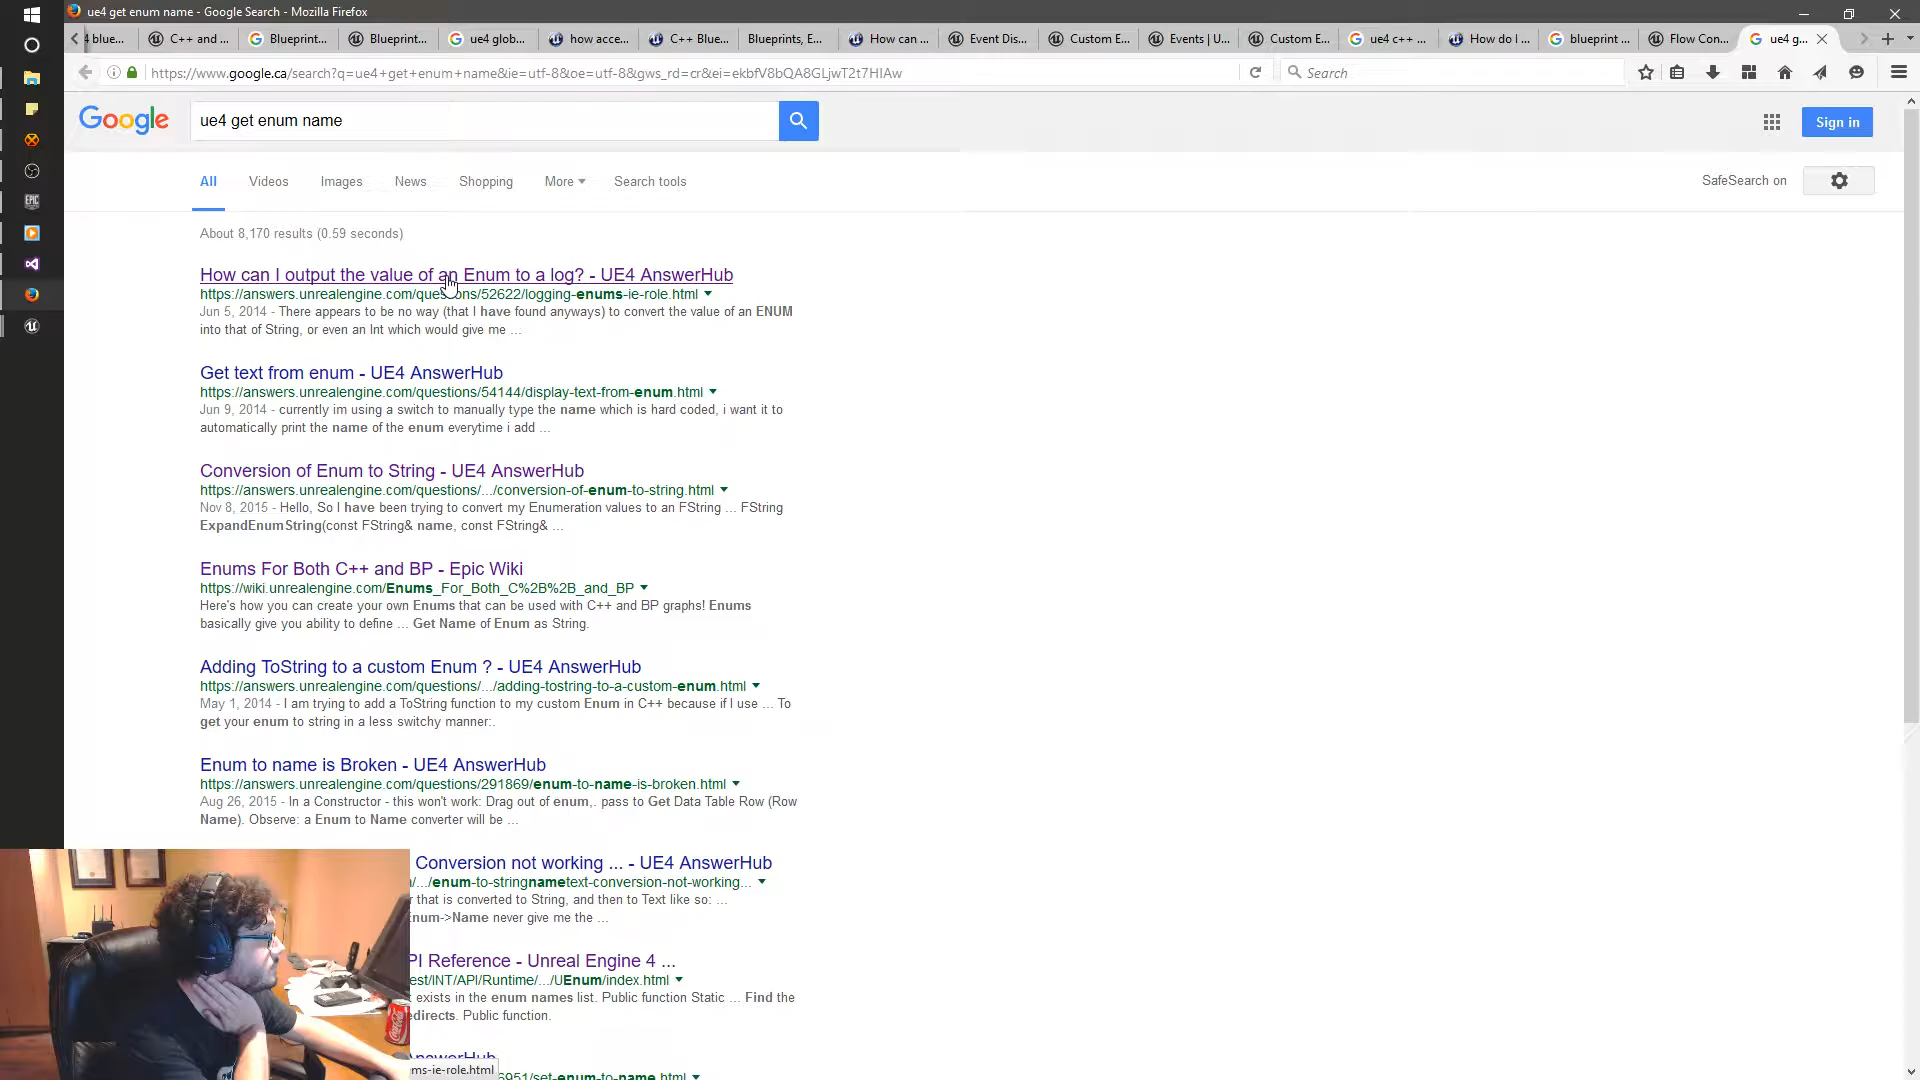 ue4 get enum name - Google Search - Mozilla Firefox
blue...
C++ and ...
Blueprint...
Blueprint...
ue4 glob...
how acce...
C++ Blue...
Blueprints, E...
How can ...
Event Dis...
Custom E...
Events | U...
Custom E...
ue4 c++ ...
How do I ...
blueprint ...
Flow Con...
ue4 g...
https://www.google.ca/search?q=ue4+get+enum+name&ie=utf-8&oe=utf-8&gws_rd=cr&ei=ekbfV8bQA8GLjwT2t7HIAw
Search
Google
ue4 get enum name
Sign in
All
Videos
Images
News
Shopping
More
Search tools
SafeSearch on
About 8,170 results (0.59 seconds)
How can I output the value of an Enum to a log? - UE4 AnswerHub
https://answers.unrealengine.com/questions/52622/logging-enums-ie-role.html
Jun 5, 2014 - There appears to be no way (that I have found anyways) to convert the value of an ENUM
into that of String, or even an Int which would give me ...
Get text from enum - UE4 AnswerHub
https://answers.unrealengine.com/questions/54144/display-text-from-enum.html
Jun 9, 2014 - currently im using a switch to manually type the name which is hard coded, i want it to
automatically print the name of the enum everytime i add ...
Conversion of Enum to String - UE4 AnswerHub
https://answers.unrealengine.com/questions/.../conversion-of-enum-to-string.html
Nov 8, 2015 - Hello, So I have been trying to convert my Enumeration values to an FString ... FString
ExpandEnumString(const FString& name, const FString& ...
Enums For Both C++ and BP - Epic Wiki
https://wiki.unrealengine.com/Enums_For_Both_C%2B%2B_and_BP
Here's how you can create your own Enums that can be used with C++ and BP graphs! Enums
basically give you ability to define ... Get Name of Enum as String.
Adding ToString to a custom Enum ? - UE4 AnswerHub
https://answers.unrealengine.com/questions/.../adding-tostring-to-a-custom-enum.html
May 1, 2014 - I am trying to add a ToString function to my custom Enum in C++ because if I use ... To
get your enum to string in a less switchy manner:.
Enum to name is Broken - UE4 AnswerHub
https://answers.unrealengine.com/questions/291869/enum-to-name-is-broken.html
Aug 26, 2015 - In a Constructor - this won't work: Drag out of enum,. pass to Get Data Table Row (Row
Name). Observe: a Enum to Name converter will be ...
Conversion not working ... - UE4 AnswerHub
/.../enum-to-stringnametext-conversion-not-working...
that is converted to String, and then to Text like so: ...
Enum->Name never give me the ...
PI Reference - Unreal Engine 4 ...
est/INT/API/Runtime/.../UEnum/index.html
exists in the enum names list. Public function Static ... Find the
edirects. Public function.
AnswerHub
6951/set-enum-to-name.html
ms-ie-role.html
EPIC
Coca-Cola